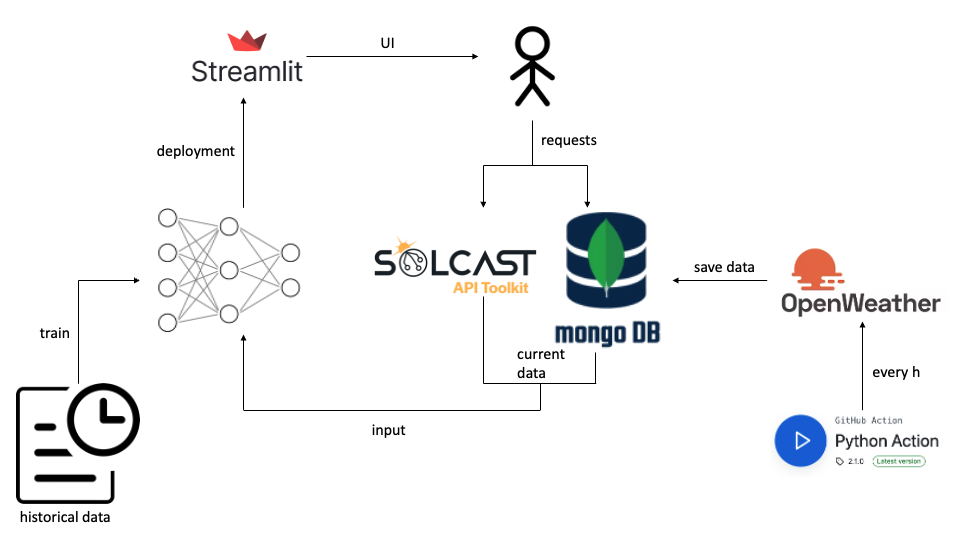 Streamlit
UI
requests
deployment
SOLCAST
API Toolkit
mongo DB
save data
OpenWeather
train
current
data
every h
input
GitHub Action
Python Action
2.1.0
Latest version
historical data